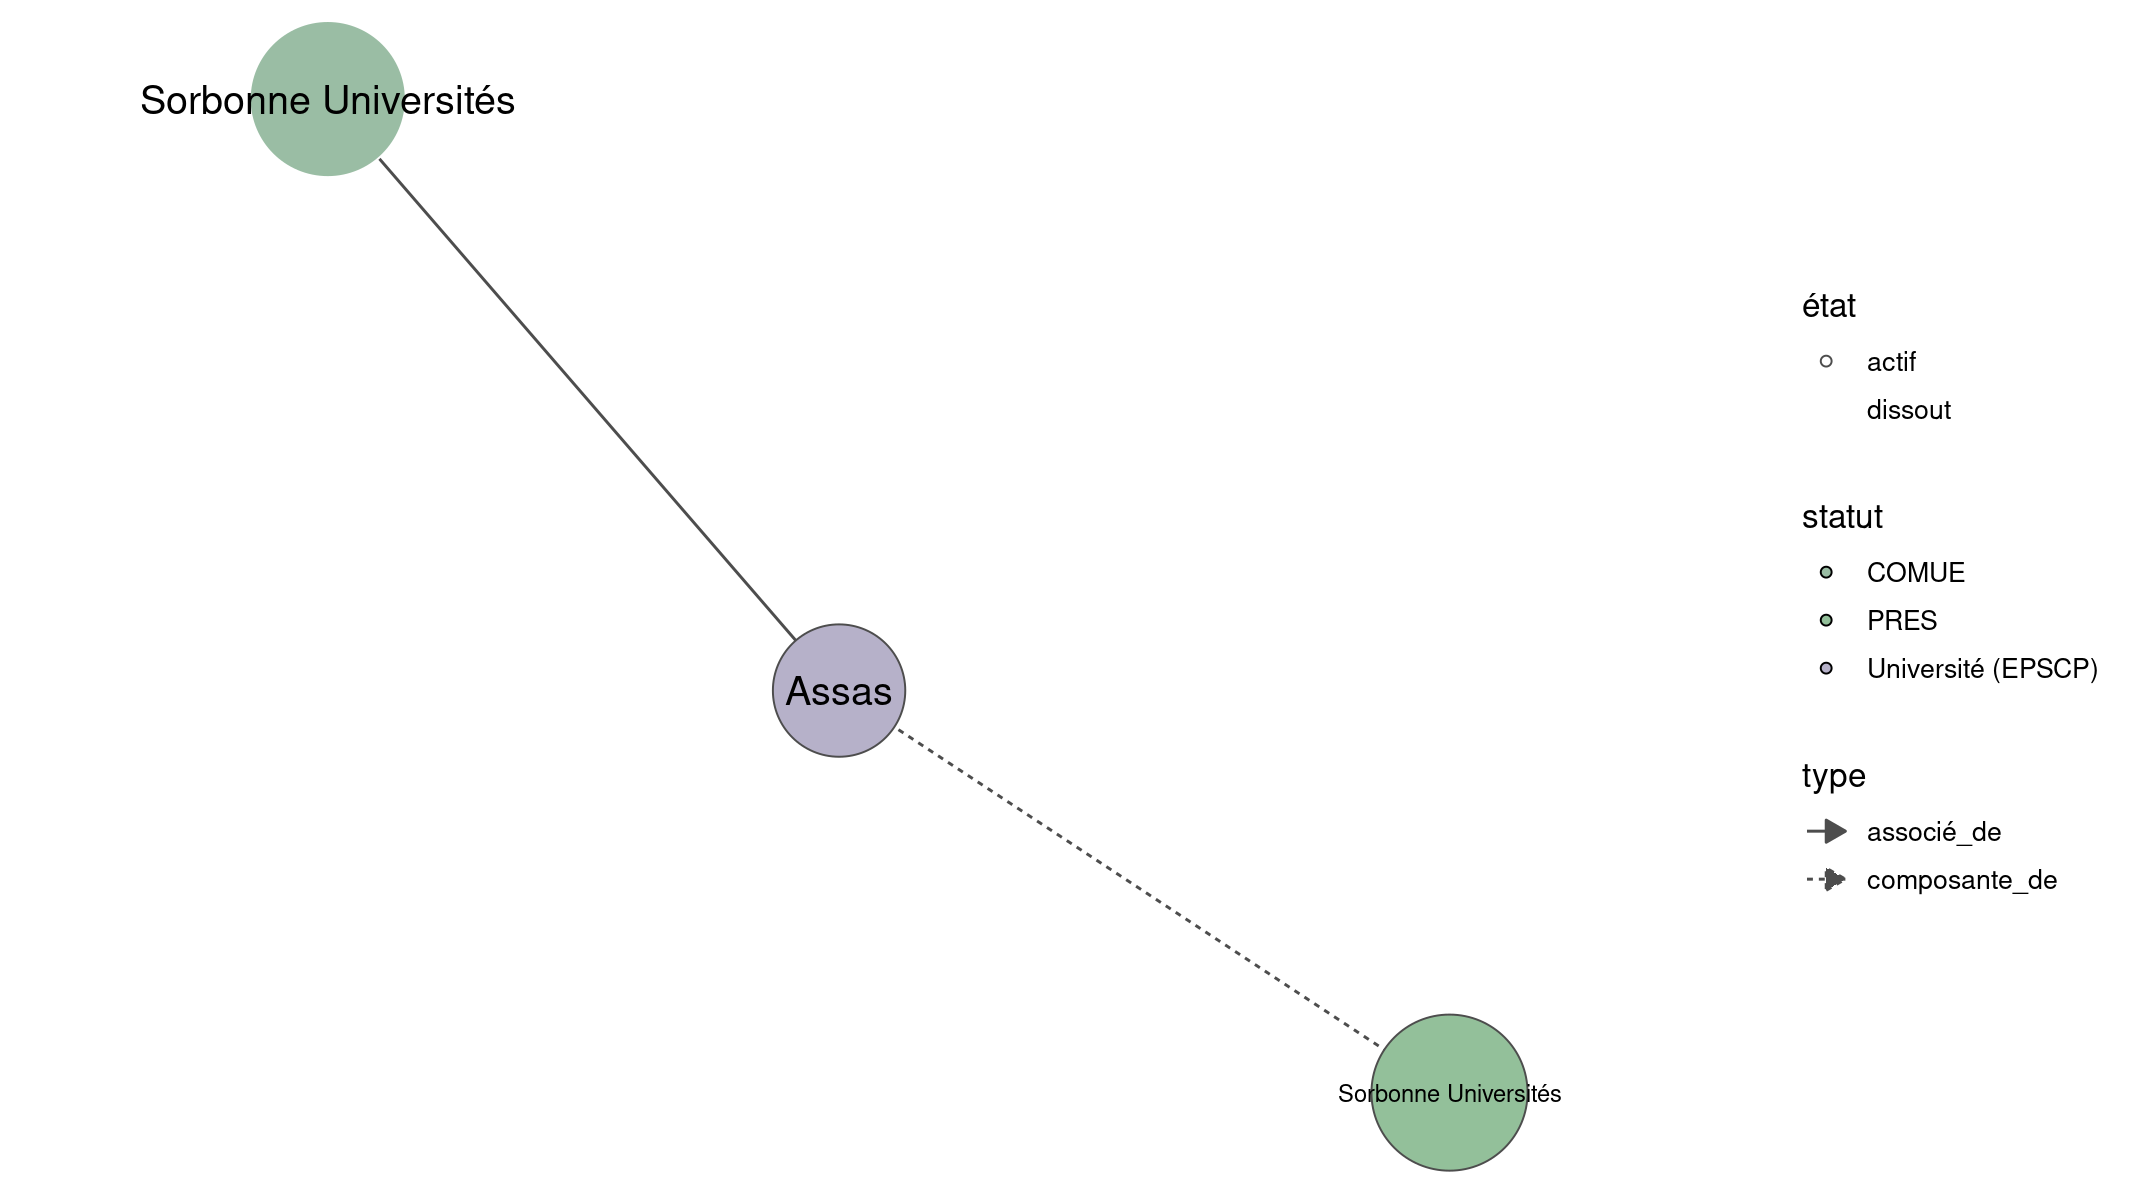 Sorbonne Universités
Assas
Sorbonne Universités
état
actif
dissout
statut
COMUE
PRES
Université (EPSCP)
type
associé_de
composante_de